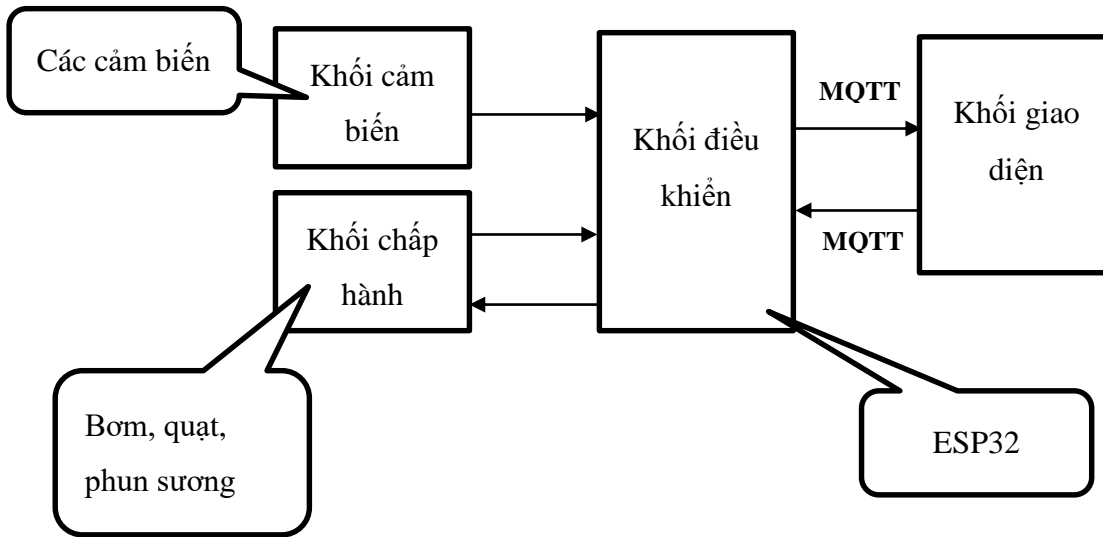 Các cảm biến
Khối cảm
biến
Khối chấp
hành
Bơm, quạt,
phun sương
Khối điều
khiển
MQTT
MQTT
Khối giao
diện
ESP32